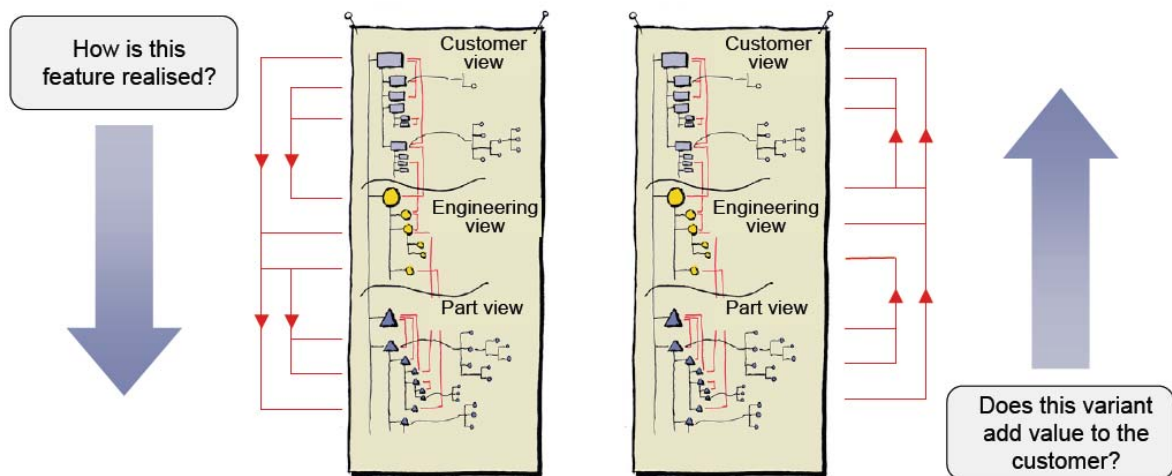 How is this
feature realised?
Customer
view
Engineering
view
Part view
Customer
view
Engineering
view
Part view
Does this variant
add value to the
customer?